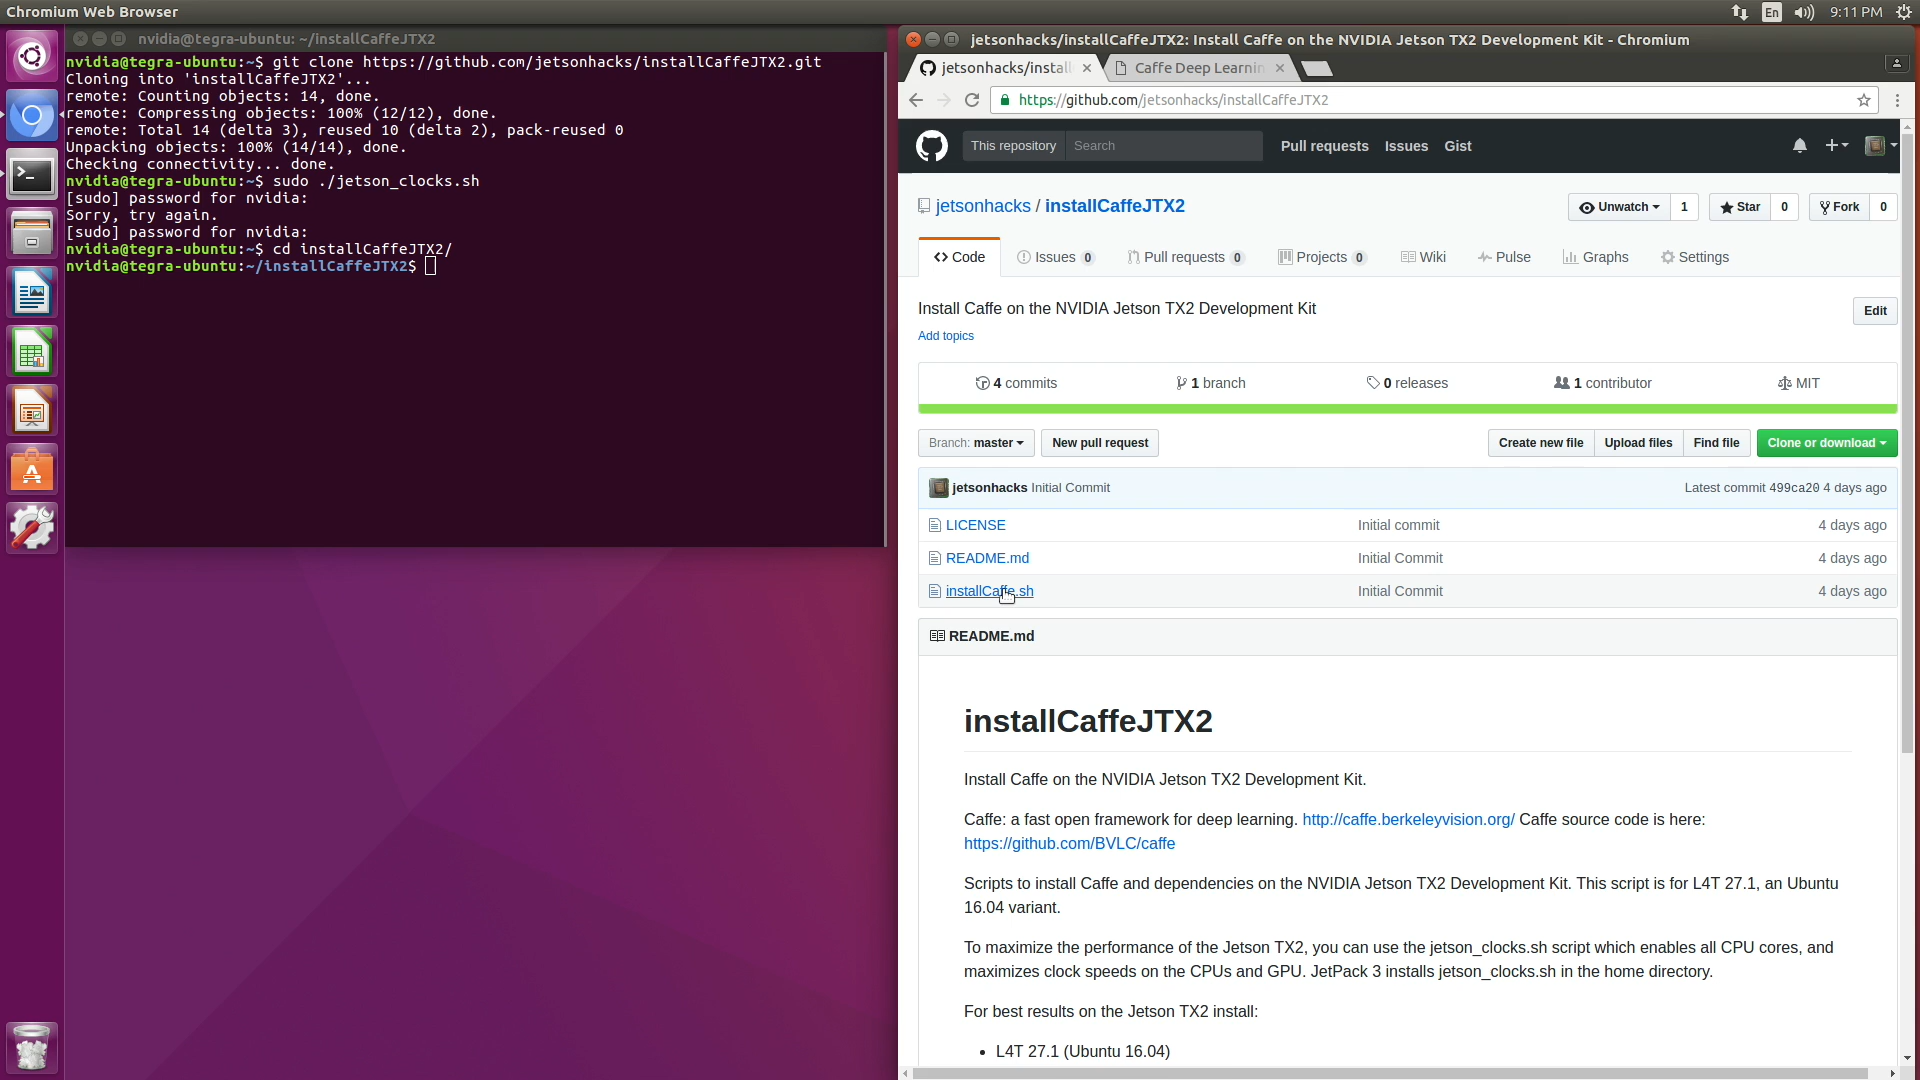 Chromium Web Browser
En
9:11 PM
nvidia@tegra-ubuntu: ~/installCaffeJTX2
nvidia@tegra-ubuntu:~$ git clone https://github.com/jetsonhacks/installCaffeJTX2.git
Cloning into 'installCaffeJTX2'...
remote: Counting objects: 14, done.
remote: Compressing objects: 100% (12/12), done.
remote: Total 14 (delta 3), reused 10 (delta 2), pack-reused 0
Unpacking objects: 100% (14/14), done.
Checking connectivity... done.
nvidia@tegra-ubuntu:~$ sudo ./jetson_clocks.sh
[sudo] password for nvidia:
Sorry, try again.
[sudo] password for nvidia:
nvidia@tegra-ubuntu:~$ cd installCaffeJTX2/
nvidia@tegra-ubuntu:~/installCaffeJTX2$
jetsonhacks/installCaffeJTX2: Install Caffe on the NVIDIA Jetson TX2 Development Kit - Chromium
jetsonhacks/install
Caffe Deep Learnin
https://github.com/jetsonhacks/installCaffeJTX2
This repository Search Pull requests Issues Gist
jetsonhacks / installCaffeJTX2
Unwatch 1 Star 0 Fork 0
Code Issues 0 Pull requests 0 Projects 0 Wiki Pulse Graphs Settings
Install Caffe on the NVIDIA Jetson TX2 Development Kit
Edit
Add topics
4 commits 1 branch 0 releases 1 contributor MIT
Branch: master New pull request Create new file Upload files Find file Clone or download
jetsonhacks Initial Commit Latest commit 499ca20 4 days ago
LICENSE Initial commit 4 days ago
README.md Initial Commit 4 days ago
installCaffe.sh Initial Commit 4 days ago
README.md
installCaffeJTX2
Install Caffe on the NVIDIA Jetson TX2 Development Kit.
Caffe: a fast open framework for deep learning. http://caffe.berkeleyvision.org/ Caffe source code is here:
https://github.com/BVLC/caffe
Scripts to install Caffe and dependencies on the NVIDIA Jetson TX2 Development Kit. This script is for L4T 27.1, an Ubuntu
16.04 variant.
To maximize the performance of the Jetson TX2, you can use the jetson_clocks.sh script which enables all CPU cores, and
maximizes clock speeds on the CPUs and GPU. JetPack 3 installs jetson_clocks.sh in the home directory.
For best results on the Jetson TX2 install:
• L4T 27.1 (Ubuntu 16.04)